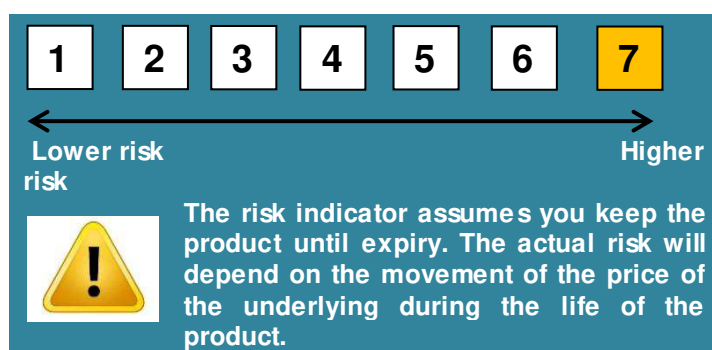 1 2 3 4 5 6 7
Lower risk Higher
risk
The risk indicator assumes you keep the
product until expiry. The actual risk will
depend on the movement of the price of
the underlying during the life of the
product.